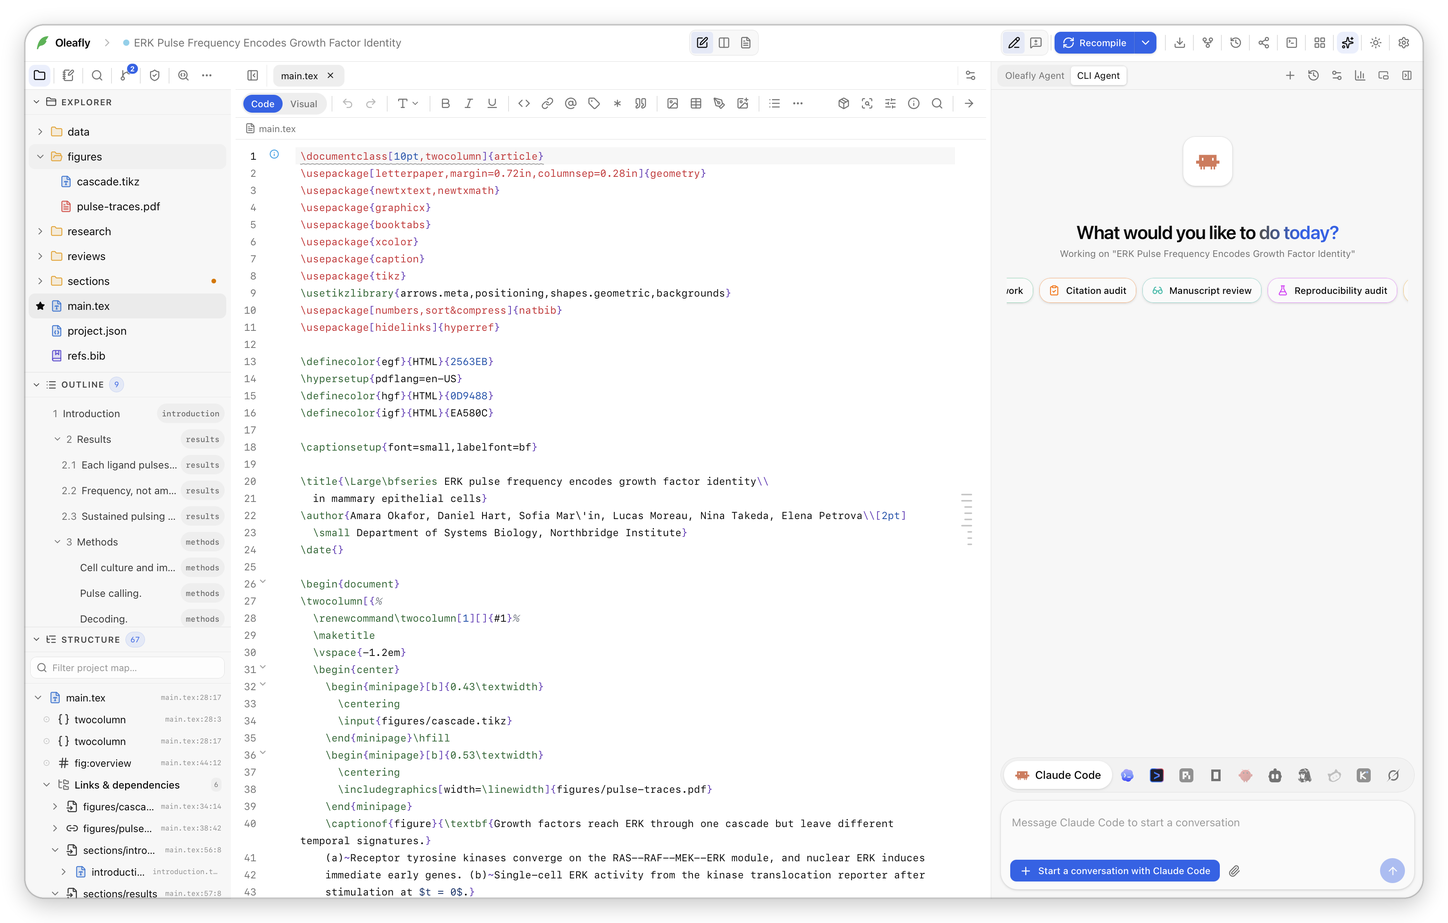 Oleafly
ERK Pulse Frequency Encodes Growth Factor Identity
Recompile
2
main.tex
Oleafly Agent
CLI Agent
EXPLORER
data
figures
cascade.tikz
pulse-traces.pdf
research
reviews
sections
main.tex
project.json
refs.bib
OUTLINE 9
1 Introduction introduction
2 Results results
2.1 Each ligand pulses... results
2.2 Frequency, not am... results
2.3 Sustained pulsing ... results
3 Methods methods
Cell culture and im... methods
Pulse calling. methods
Decoding. methods
STRUCTURE 67
Filter project map...
main.tex main.tex:28:17
{} twocolumn main.tex:28:3
{} twocolumn main.tex:28:17
# fig:overview main.tex:44:12
Links & dependencies 6
figures/casca... main.tex:34:14
figures/pulse... main.tex:38:42
sections/intro... main.tex:56:8
introducti... introduction.t...
sections/results main.tex:57:8
Code
Visual
main.tex
1 \documentclass[10pt,twocolumn]{article}
2 \usepackage[letterpaper,margin=0.72in,columnsep=0.28in]{geometry}
3 \usepackage{newtxtext,newtxmath}
4 \usepackage{graphicx}
5 \usepackage{booktabs}
6 \usepackage{xcolor}
7 \usepackage{caption}
8 \usepackage{tikz}
9 \usetikzlibrary{arrows.meta,positioning,shapes.geometric,backgrounds}
10 \usepackage[numbers,sort&compress]{natbib}
11 \usepackage[hidelinks]{hyperref}
12
13 \definecolor{egf}{HTML}{2563EB}
14 \hypersetup{pdflang=en-US}
15 \definecolor{hgf}{HTML}{0D9488}
16 \definecolor{igf}{HTML}{EA580C}
17
18 \captionsetup{font=small,labelfont=bf}
19
20 \title{\Large\bfseries ERK pulse frequency encodes growth factor identity\\
21 in mammary epithelial cells}
22 \author{Amara Okafor, Daniel Hart, Sofia Mar\'in, Lucas Moreau, Nina Takeda, Elena Petrova\\[2pt]
23 \small Department of Systems Biology, Northbridge Institute}
24 \date{}
25
26 \begin{document}
27 \twocolumn[{%
28 \renewcommand\twocolumn[1][]{#1}%
29 \maketitle
30 \vspace{-1.2em}
31 \begin{center}
32 \begin{minipage}[b]{0.43\textwidth}
33 \centering
34 \input{figures/cascade.tikz}
35 \end{minipage}\hfill
36 \begin{minipage}[b]{0.53\textwidth}
37 \centering
38 \includegraphics[width=\linewidth]{figures/pulse-traces.pdf}
39 \end{minipage}
40 \captionof{figure}{\textbf{Growth factors reach ERK through one cascade but leave different
temporal signatures.}
41 (a)~Receptor tyrosine kinases converge on the RAS--RAF--MEK--ERK module, and nuclear ERK induces
42 immediate early genes. (b)~Single-cell ERK activity from the kinase translocation reporter after
43 stimulation at $t = 0$.}
What would you like to do today?
Working on "ERK Pulse Frequency Encodes Growth Factor Identity"
Citation audit
Manuscript review
Reproducibility audit
Claude Code
Message Claude Code to start a conversation
+ Start a conversation with Claude Code